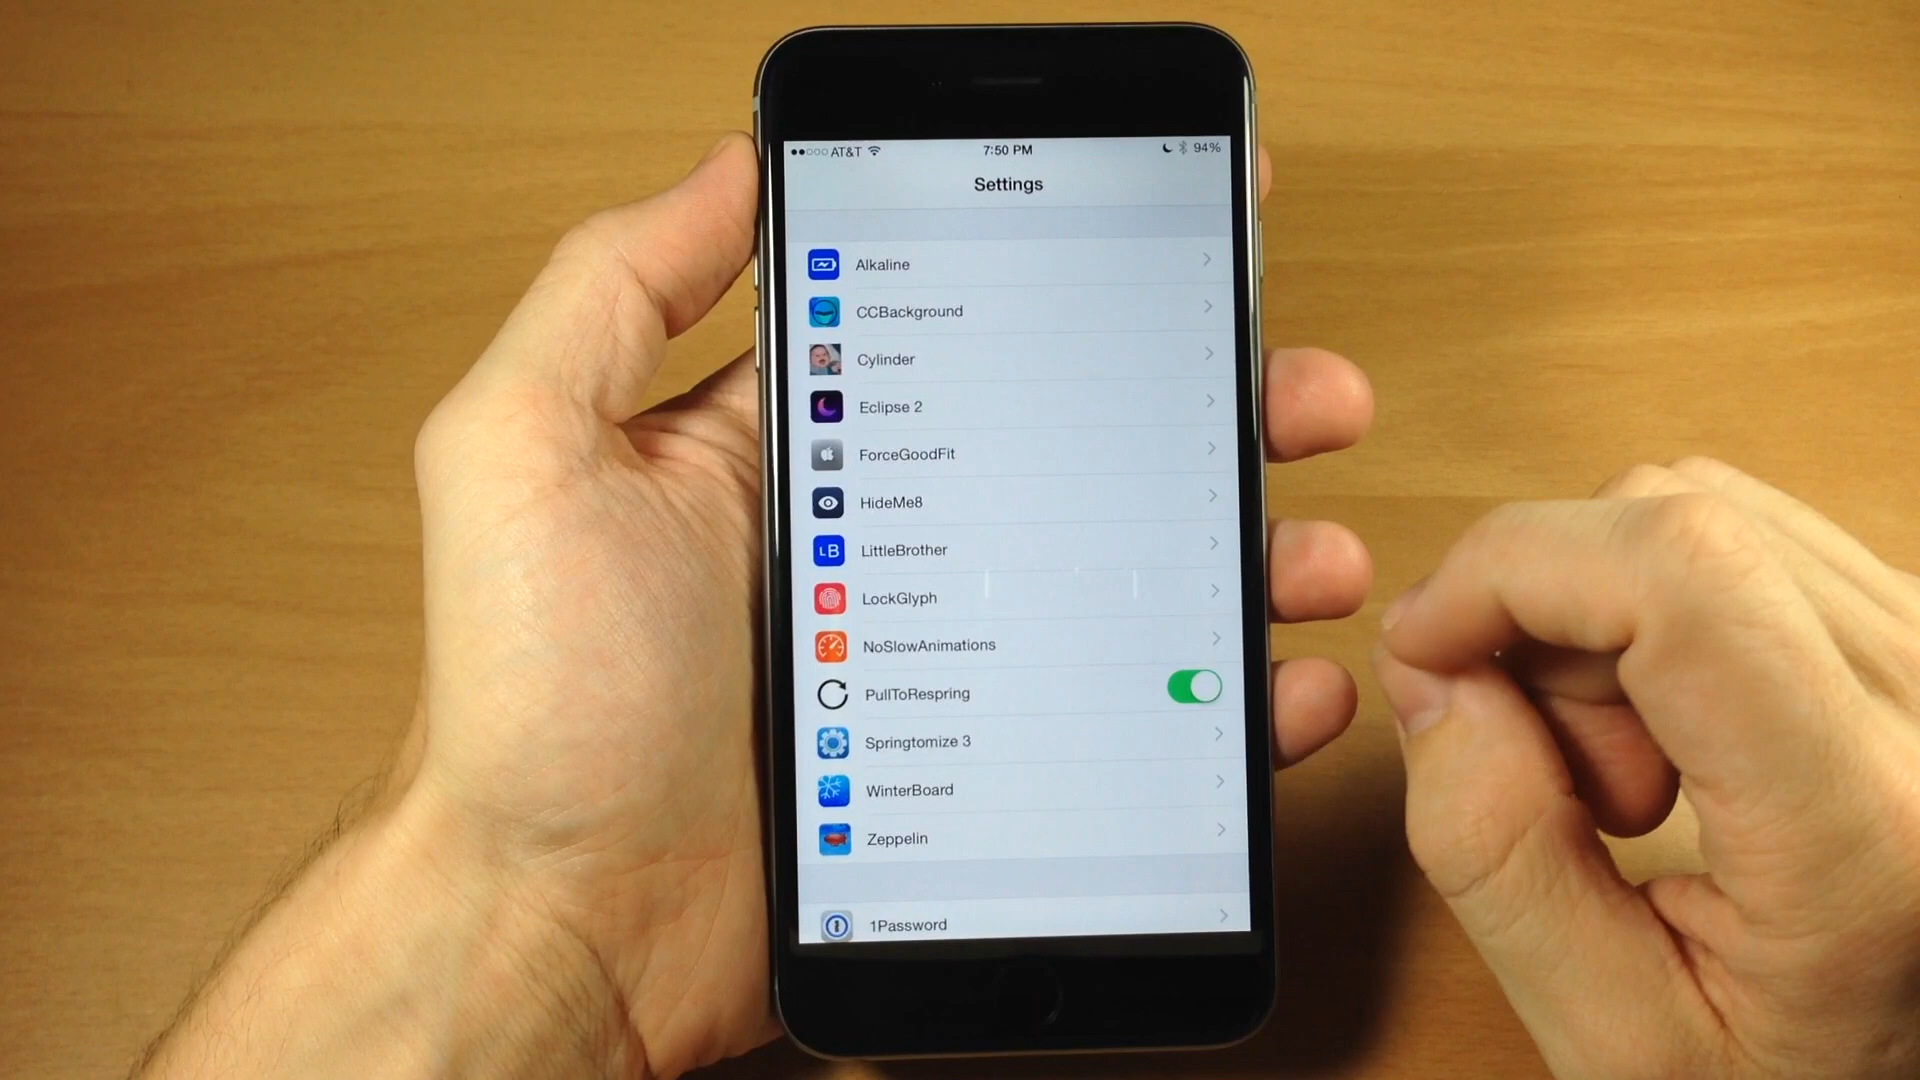 AT&T 7:50 PM 94%
Settings
Alkaline
CCBackground
Cylinder
Eclipse 2
ForceGoodFit
HideMe8
LB LittleBrother
LockGlyph
NoSlowAnimations
PullToRespring
Springtomize 3
WinterBoard
Zeppelin
1Password